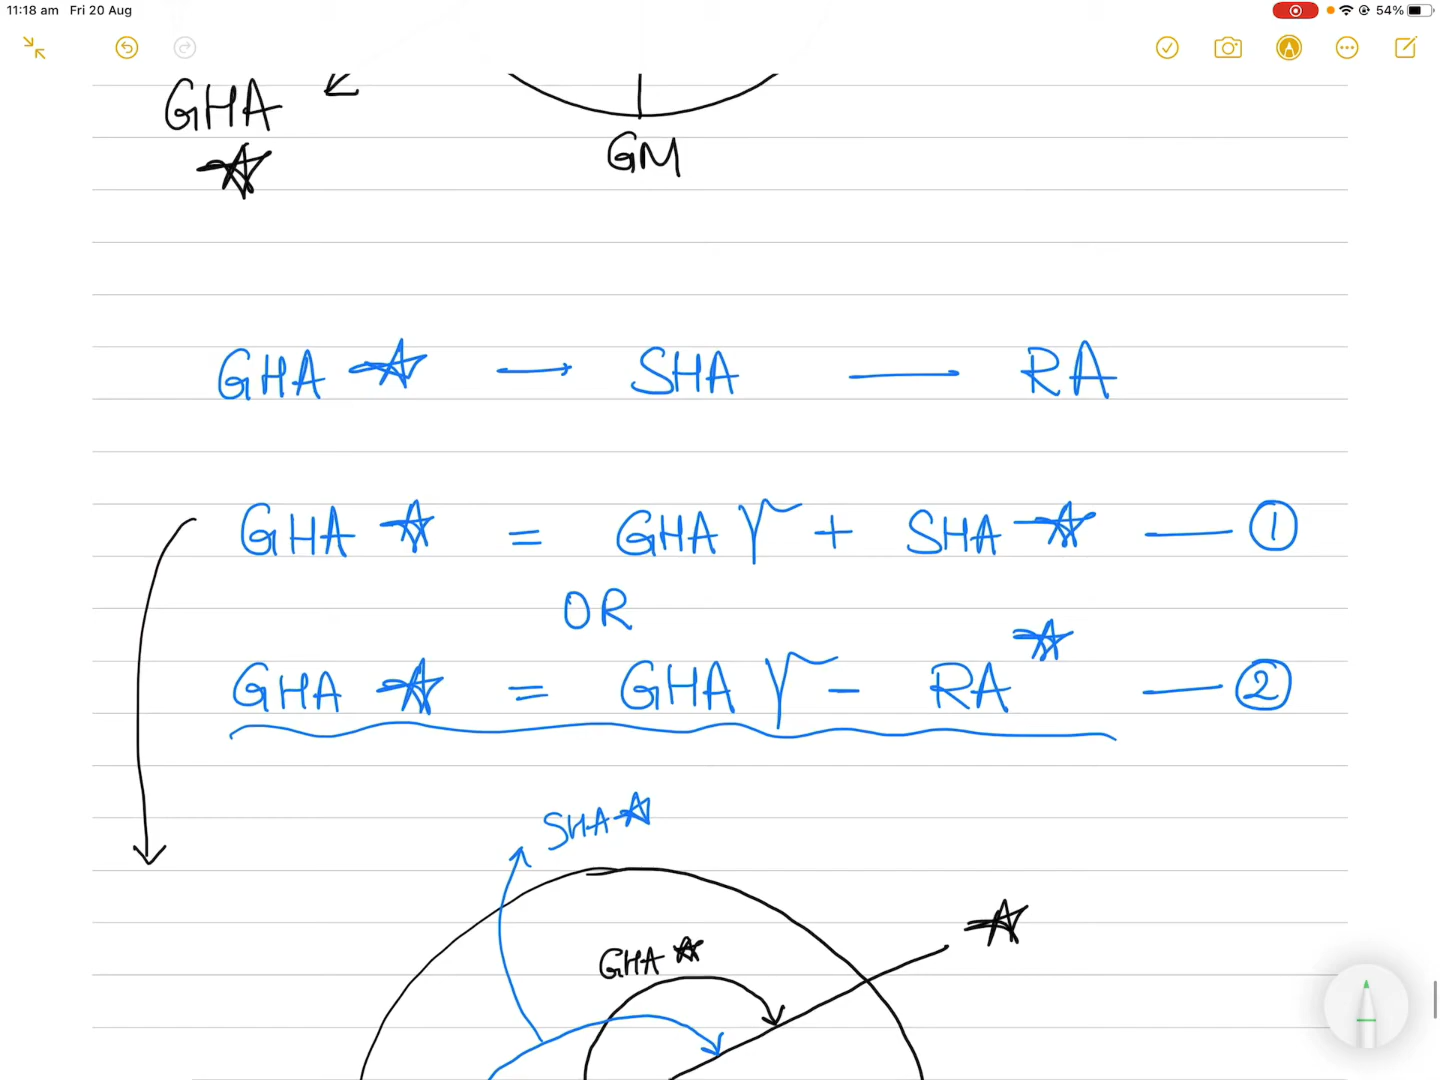 11:18 am Fri 20 Aug 54%
GHA
☆ GM
GHA ☆ → SHA — RA
GHA ☆ = GHA ♈ + SHA ☆ — ①
OR
GHA ☆ = GHA ♈ - RA ☆ — ②
SHA ☆
☆
GHA ☆